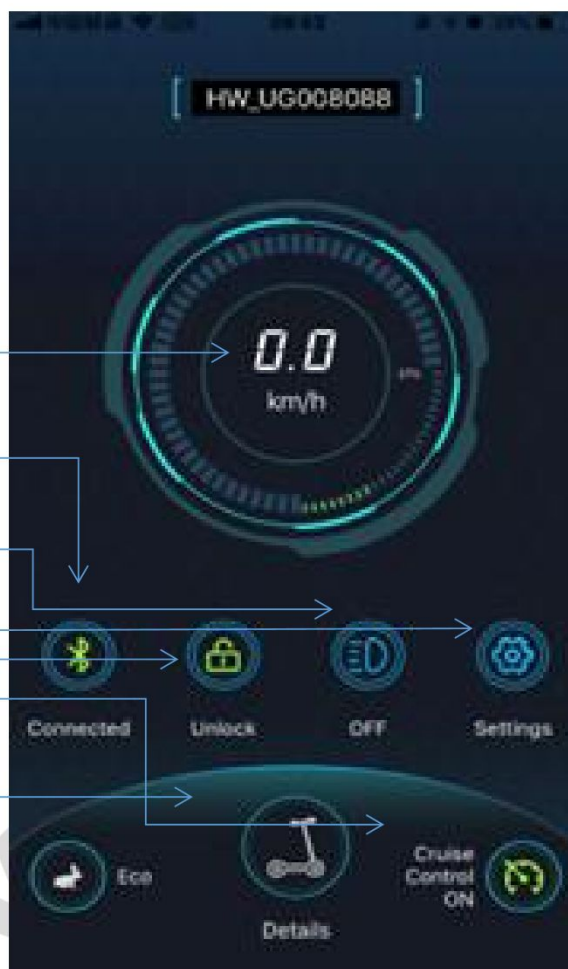 HW_UG008088
0.0
km/h
Connected
Unlock
OFF
Settings
Eco
Cruise
Control
ON
Details